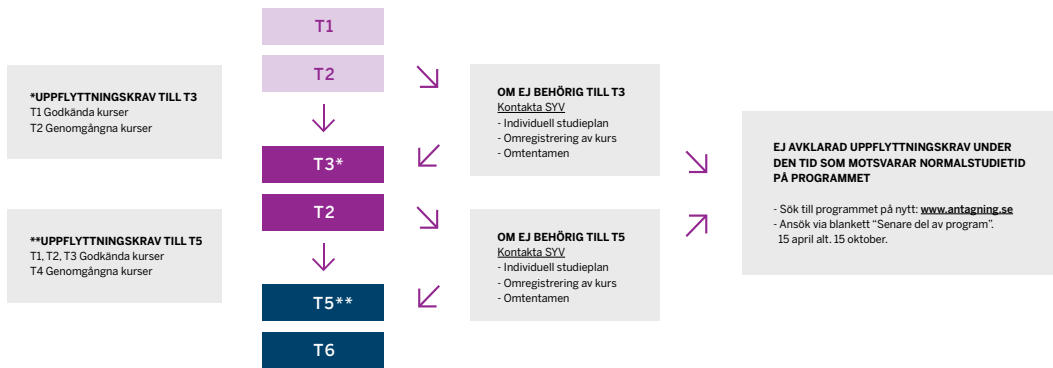 T1
T2
T3*
T2
T5**
T6
*UPPFLYTTNINGSKRAV TILL T3
T1 Godkända kurser
T2 Genomgångna kurser
**UPPFLYTTNINGSKRAV TILL T5
T1, T2, T3 Godkända kurser
T4 Genomgångna kurser
OM EJ BEHÖRIG TILL T3
Kontakta SYV
- Individuell studieplan
- Omregistrering av kurs
- Omtentamen
OM EJ BEHÖRIG TILL T5
Kontakta SYV
- Individuell studieplan
- Omregistrering av kurs
- Omtentamen
EJ AVKLARAD UPPFLYTTNINGSKRAV UNDER
DEN TID SOM MOTSVARAR NORMALSTUDIETID
PÅ PROGRAMMET
- Sök till programmet på nytt: www.antagning.se
- Ansök via blankett “Senare del av program”.
15 april alt. 15 oktober.